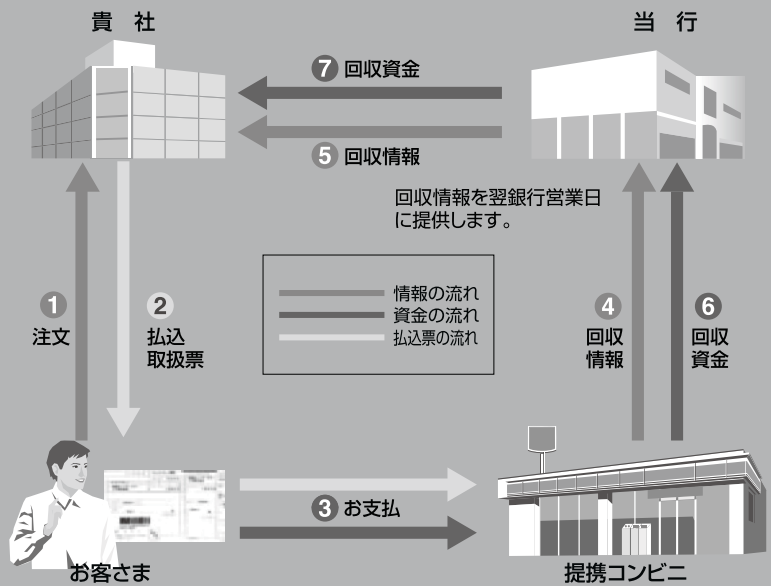 貴 社
当 行
7 回収資金
5 回収情報
回収情報を翌銀行営業日
に提供します。
情報の流れ
資金の流れ
払込票の流れ
1
注文
2
払込
取扱票
4
回収
情報
6
回収
資金
3 お支払
お客さま
提携コンビニ